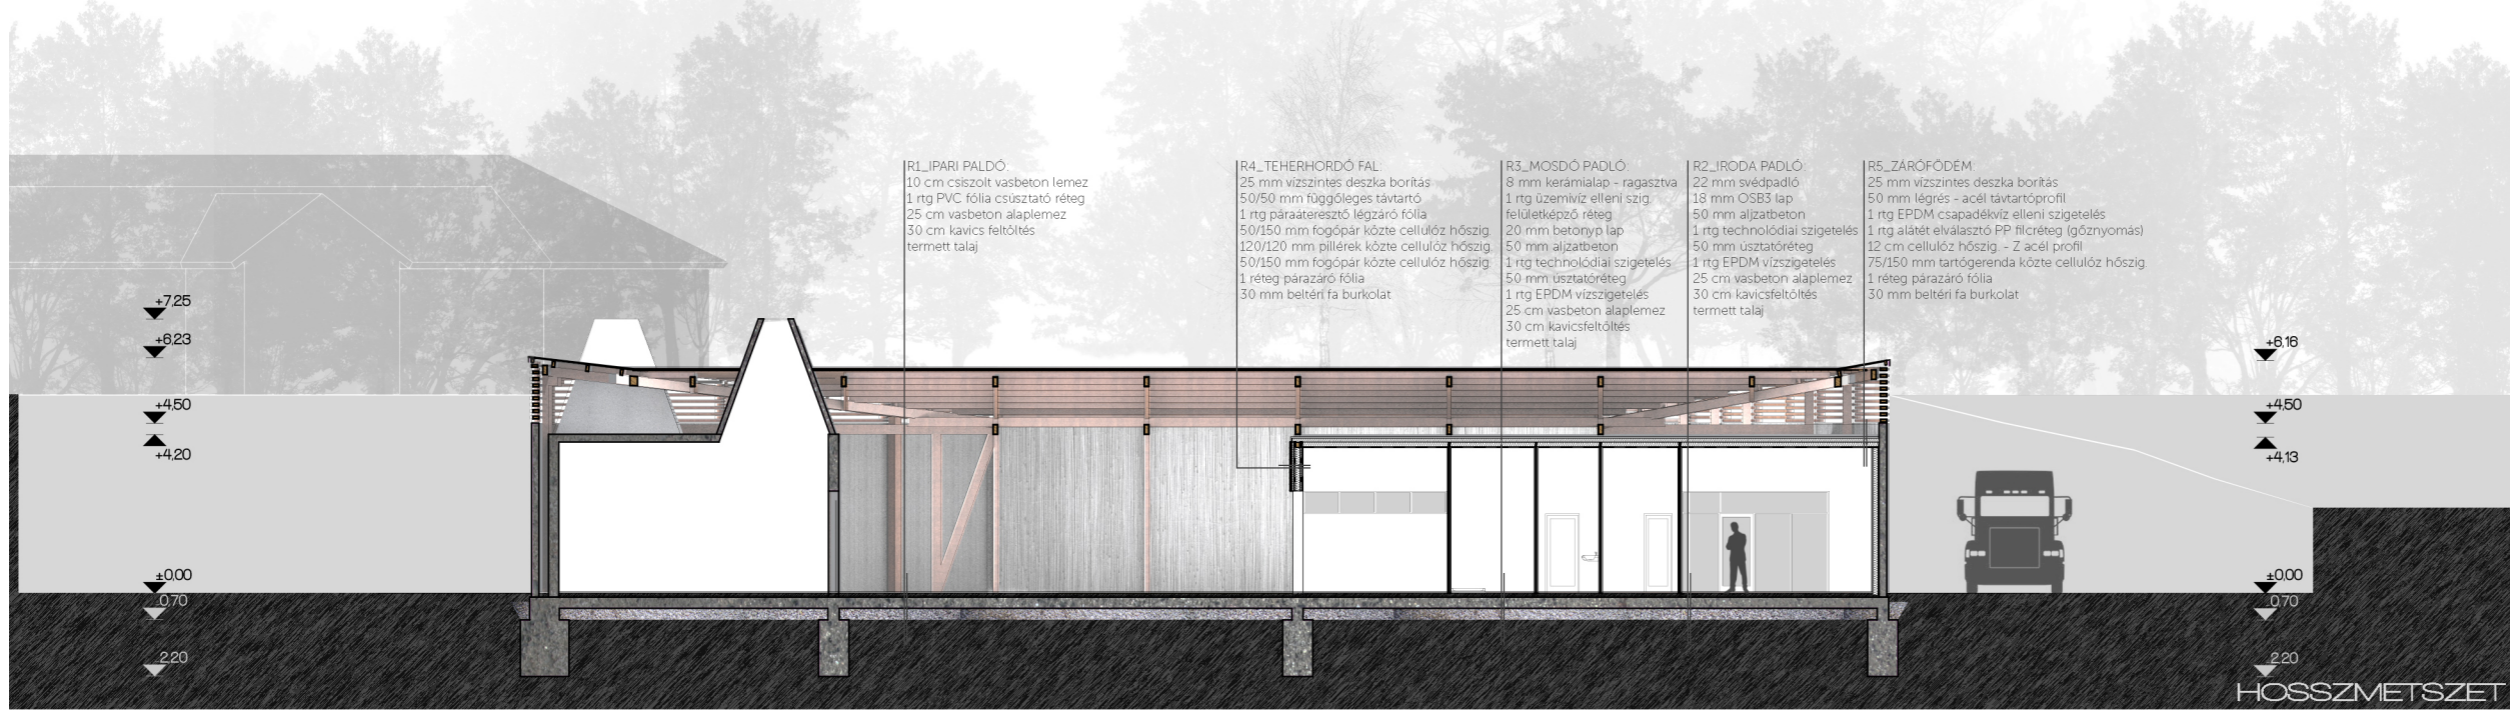 R1_IPARI PALDÓ:
10 cm csiszolt vasbeton lemez
1 rtg PVC fólia csúsztató réteg
25 cm vasbeton alaplemez
30 cm kavics feltöltés
termett talaj
R4_TEHERHORDÓ FAL:
25 mm vízszintes deszka borítás
50/50 mm függőleges távtartó
1 rtg páraáteresztő légzáró fólia
50/150 mm fogópár közte cellulóz hőszig.
120/120 mm pillérek közte cellulóz hőszig.
50/150 mm fogópár közte cellulóz hőszig.
1 réteg párazáró fólia
30 mm beltéri fa burkolat
R3_MOSDÓ PADLÓ:
8 mm kerámialap - ragasztva
1 rtg üzemivíz elleni szig.
felületképző réteg
20 mm betonyp lap
50 mm aljzatbeton
1 rtg technolódiai szigetelés
50 mm úsztatóréteg
1 rtg EPDM vízszigetelés
25 cm vasbeton alaplemez
30 cm kavicsfeltöltés
termett talaj
R2_IRODA PADLÓ:
22 mm svédpadló
18 mm OSB3 lap
50 mm aljzatbeton
1 rtg technolódiai szigetelés
50 mm úsztatóréteg
1 rtg EPDM vízszigetelés
25 cm vasbeton alaplemez
30 cm kavicsfeltöltés
termett talaj
R5_ZÁRÓFÖDÉM:
25 mm vízszintes deszka borítás
50 mm légrés - acél távtartóprofil
1 rtg EPDM csapadékvíz elleni szigetelés
1 rtg alátét elválasztó PP filcréteg (gőznyomás)
12 cm cellulóz hőszig. - Z acél profil
75/150 mm tartógerenda közte cellulóz hőszig.
1 réteg párazáró fólia
30 mm beltéri fa burkolat
+7,25
+6,23
+4,50
+4,20
±0,00
0,70
2,20
+6,16
+4,50
+4,13
±0,00
0,70
2,20
HOSSZMETSZET